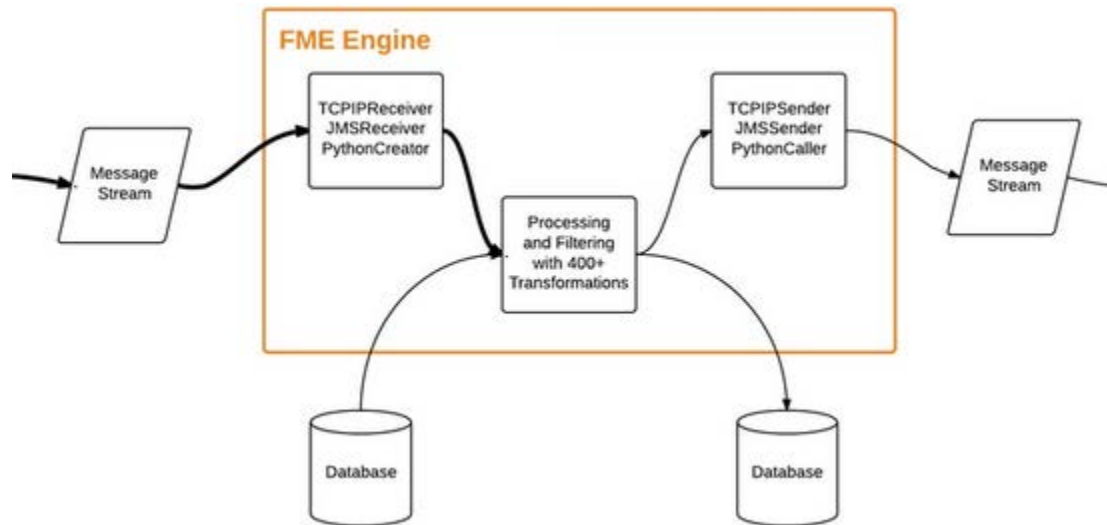 FME Engine
Message
Stream
TCPIPReceiver
JMSReceiver
PythonCreator
Processing
and Filtering
with 400+
Transformations
TCPIPSender
JMSSender
PythonCaller
Message
Stream
Database
Database